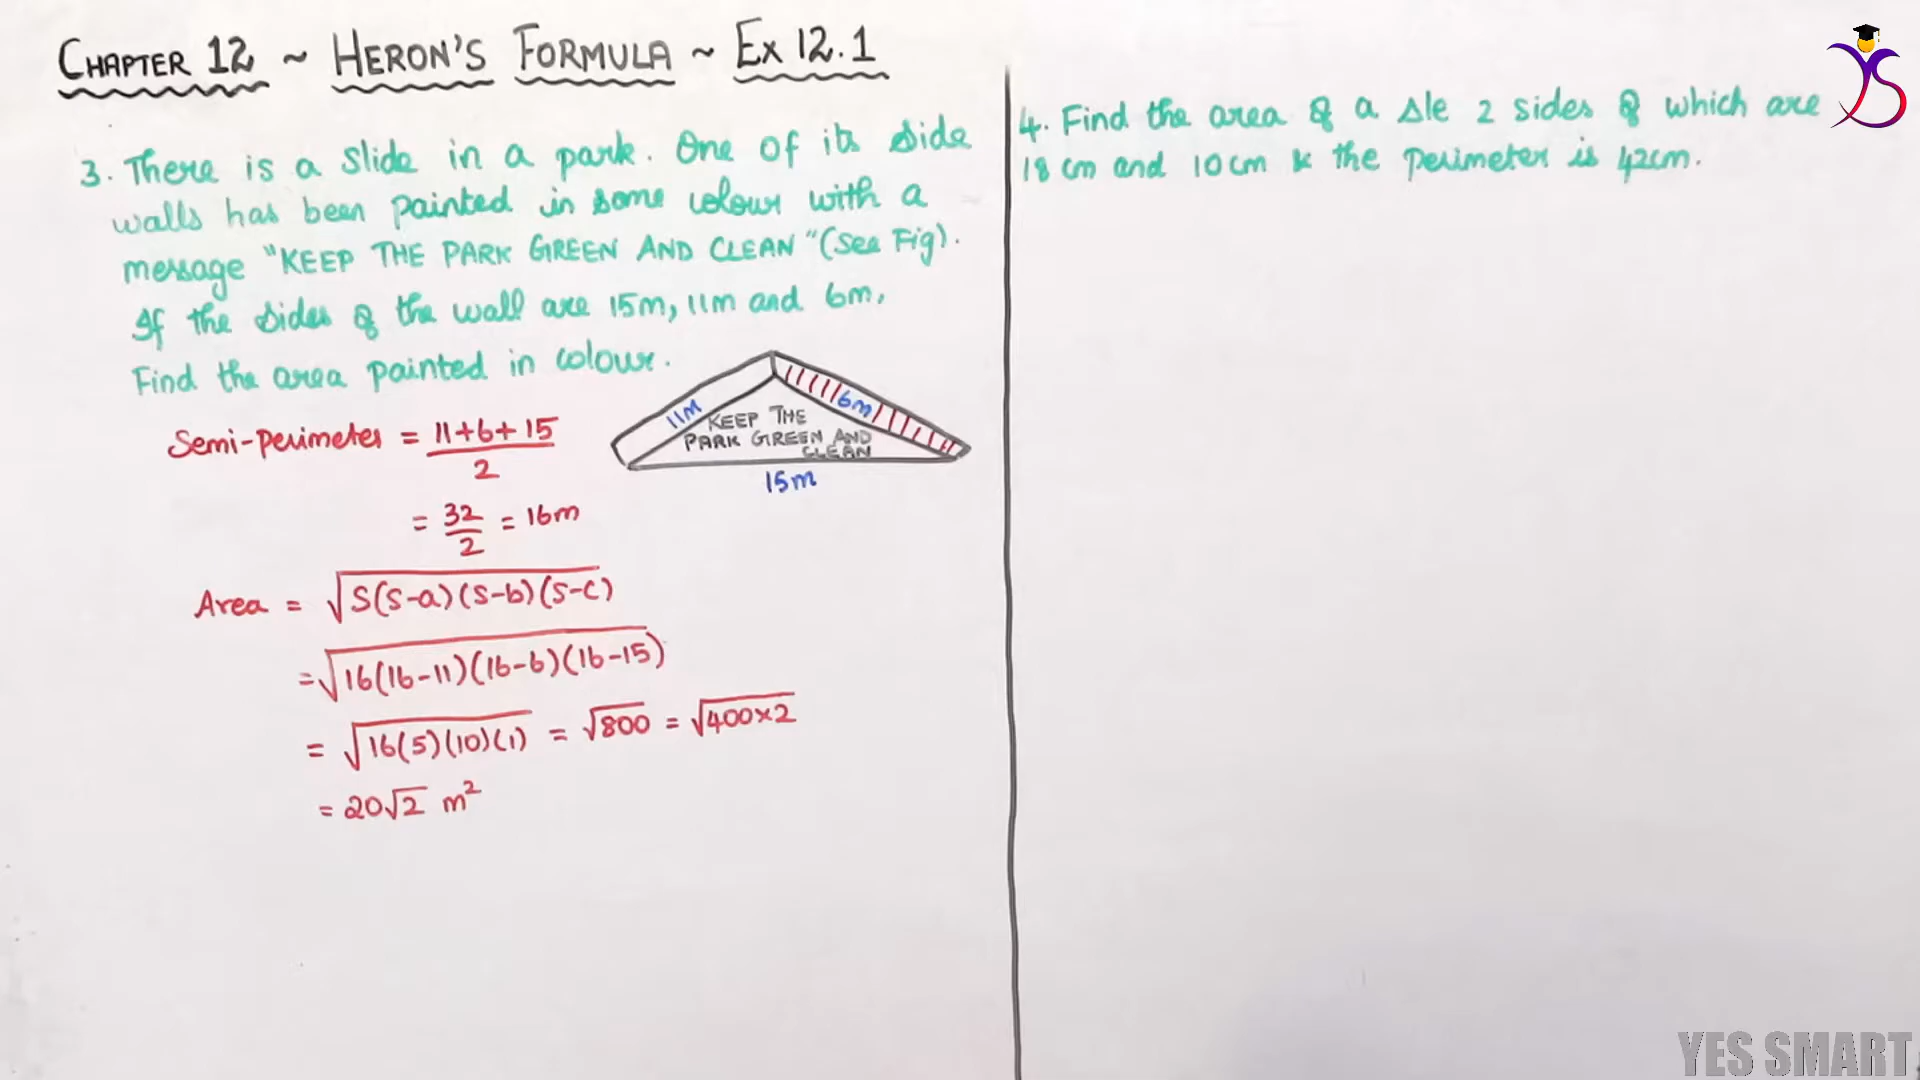 CHAPTER 12 ~ HERON'S FORMULA ~ Ex 12.1
3. There is a slide in a park. One of its side
walls has been painted in some colour with a
message "KEEP THE PARK GREEN AND CLEAN" (see Fig).
If the sides of the wall are 15m, 11m and 6m,
Find the area painted in colour.
11m
6m
KEEP THE
PARK GREEN AND
CLEAN
15m
Semi-perimeter = 11+6+15
2
= 32/2 = 16m
Area = √S(S-a)(S-b)(S-c)
= √16(16-11)(16-6)(16-15)
= √16(5)(10)(1) = √800 = √400×2
= 20√2 m²
4. Find the area of a Δle 2 sides of which are
18cm and 10cm & the perimeter is 42cm.
YS
YES SMART